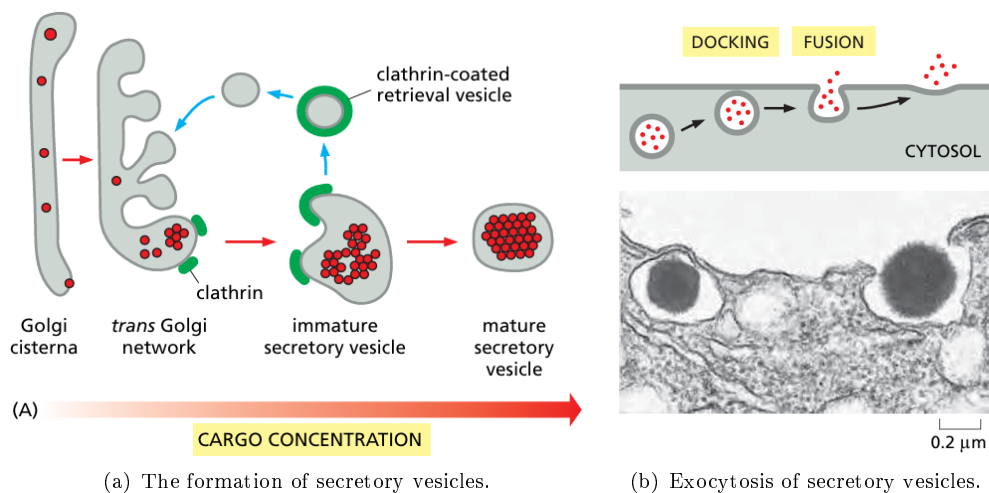 clathrin-coated
retrieval vesicle
clathrin
Golgi
cisterna
trans Golgi
network
immature
secretory vesicle
mature
secretory
vesicle
(A)
CARGO CONCENTRATION
(a) The formation of secretory vesicles.
DOCKING
FUSION
CYTOSOL
0.2 μm
(b) Exocytosis of secretory vesicles.